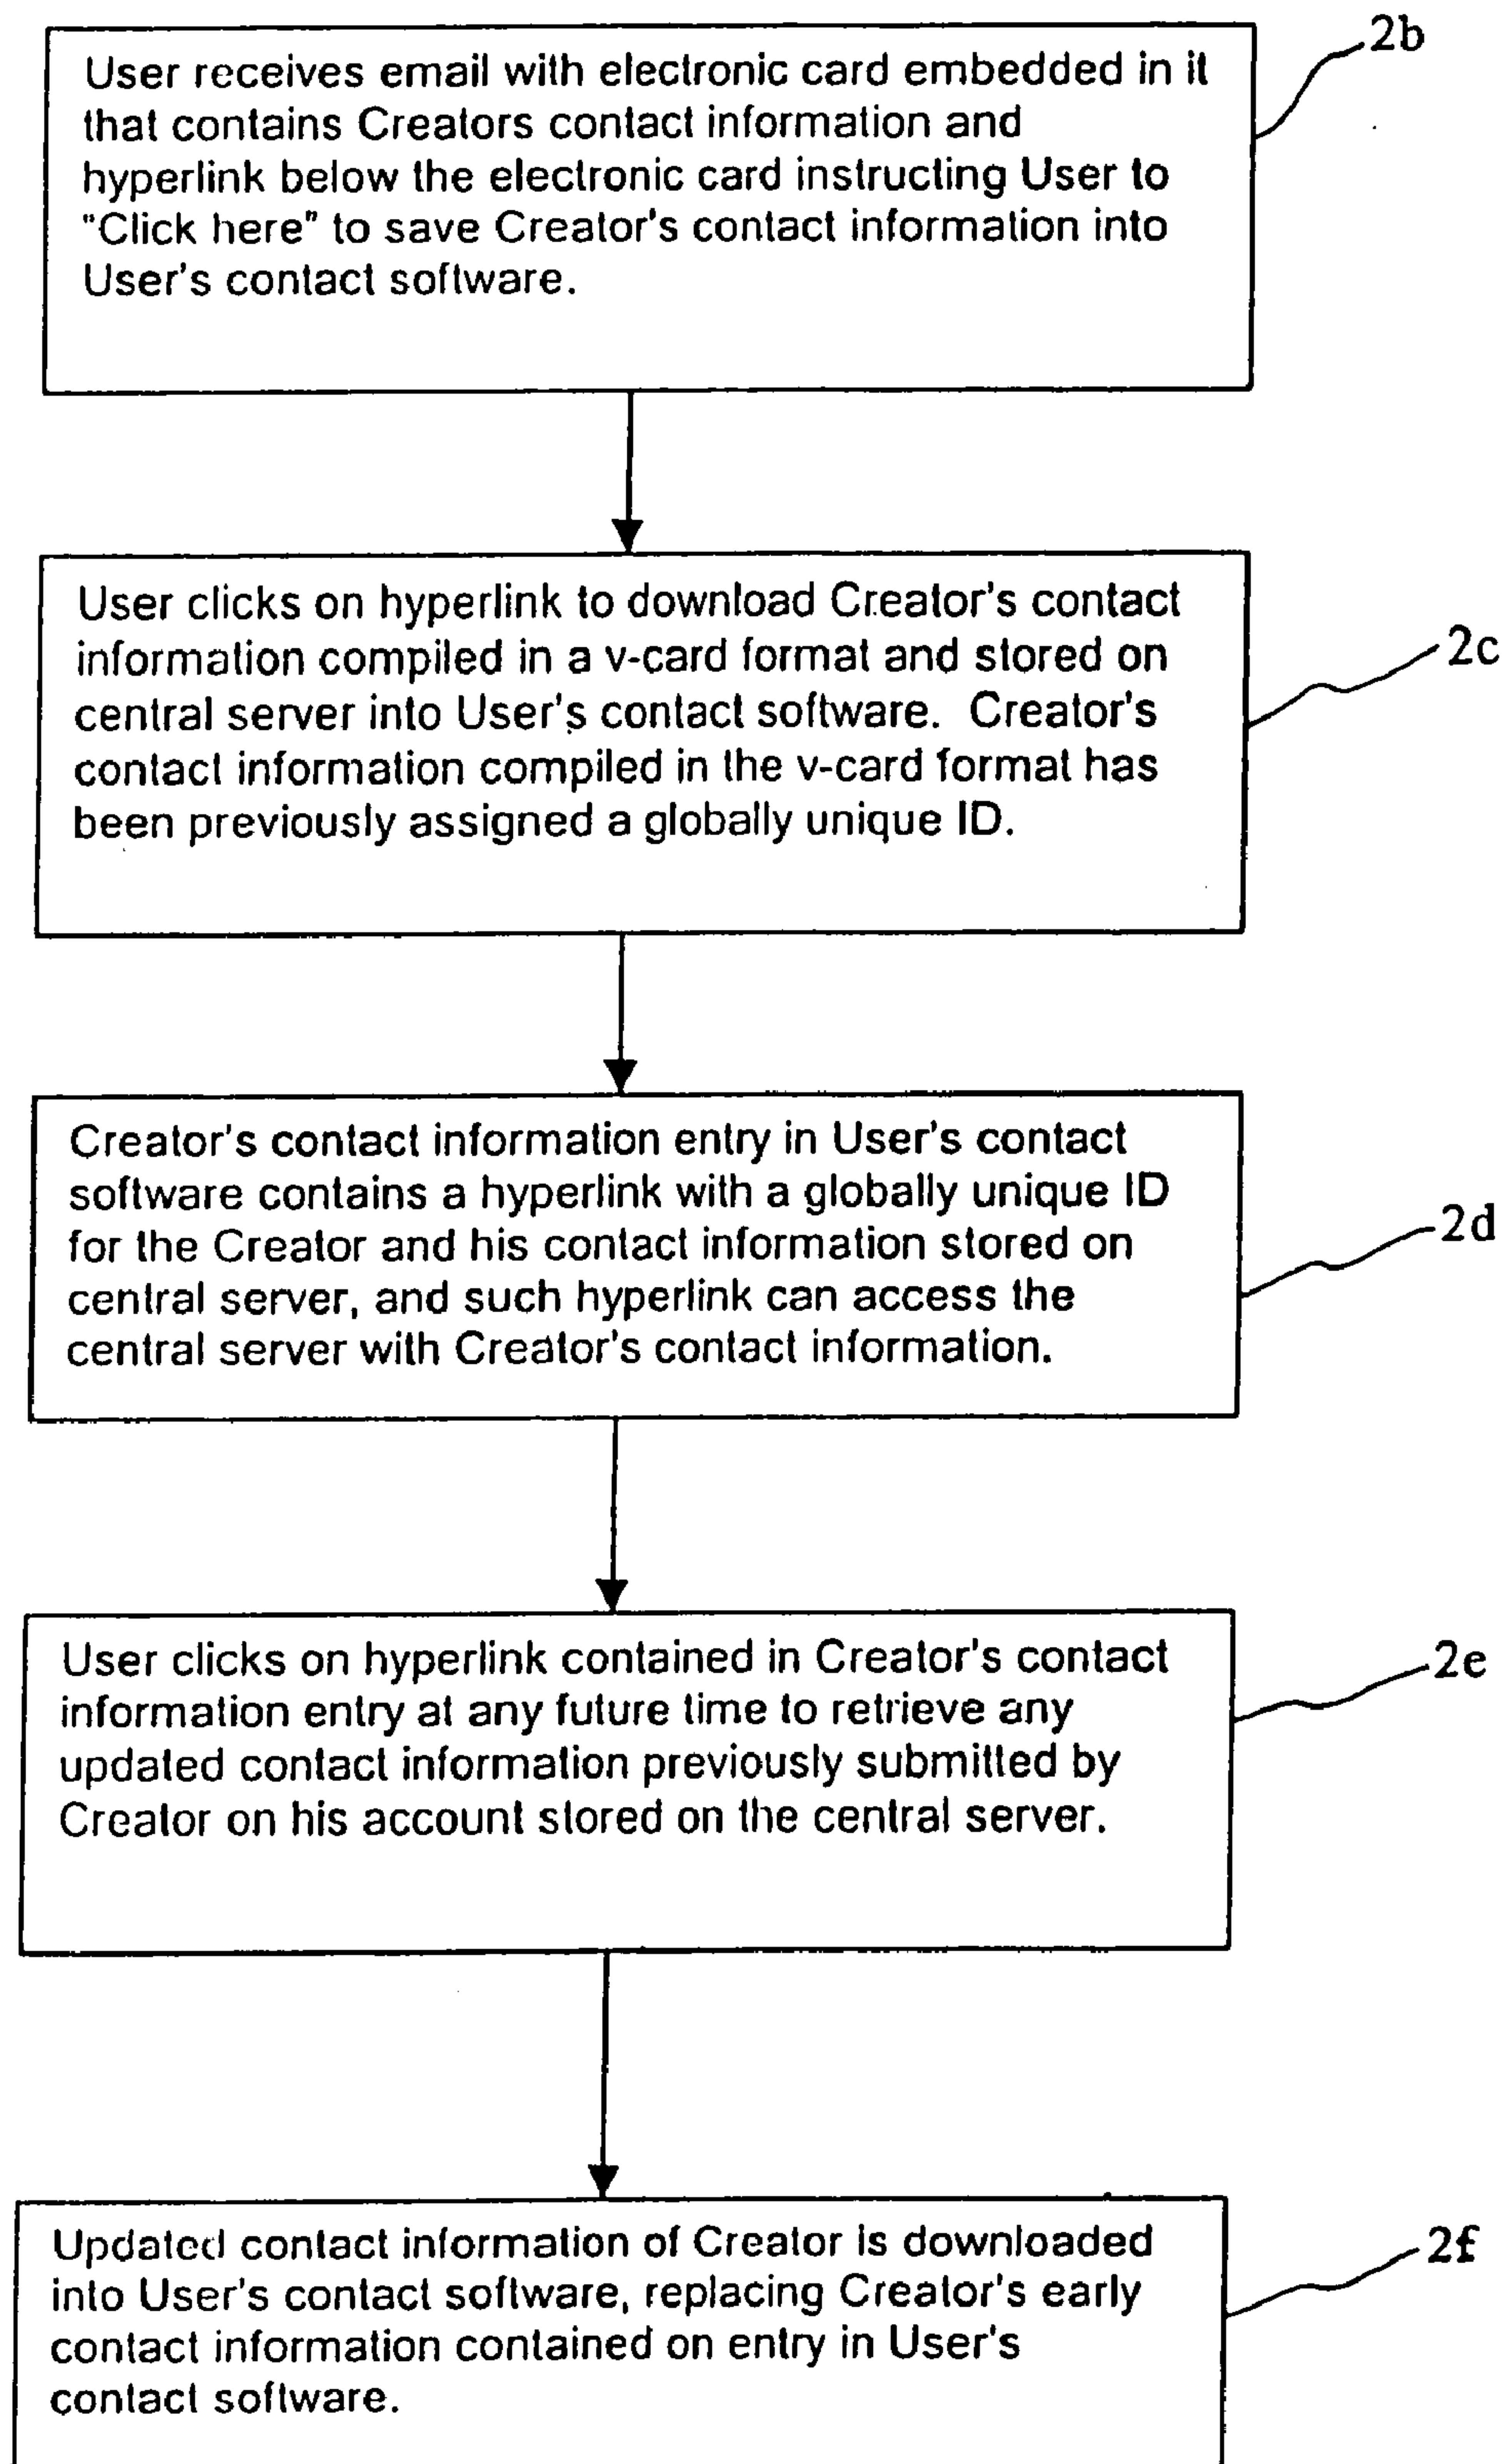 2b
User receives email with electronic card embedded in it
that contains Creators contact information and
hyperlink below the electronic card instructing User to
"Click here" to save Creator's contact information into
User's contact software.
2c
User clicks on hyperlink to download Creator's contact
information compiled in a v-card format and stored on
central server into User's contact software. Creator's
contact information compiled in the v-card format has
been previously assigned a globally unique ID.
2d
Creator's contact information entry in User's contact
software contains a hyperlink with a globally unique ID
for the Creator and his contact information stored on
central server, and such hyperlink can access the
central server with Creator's contact information.
2e
User clicks on hyperlink contained in Creator's contact
information entry at any future time to retrieve any
updated contact information previously submitted by
Creator on his account stored on the central server.
2f
Updated contact information of Creator is downloaded
into User's contact software, replacing Creator's early
contact information contained on entry in User's
contact software.